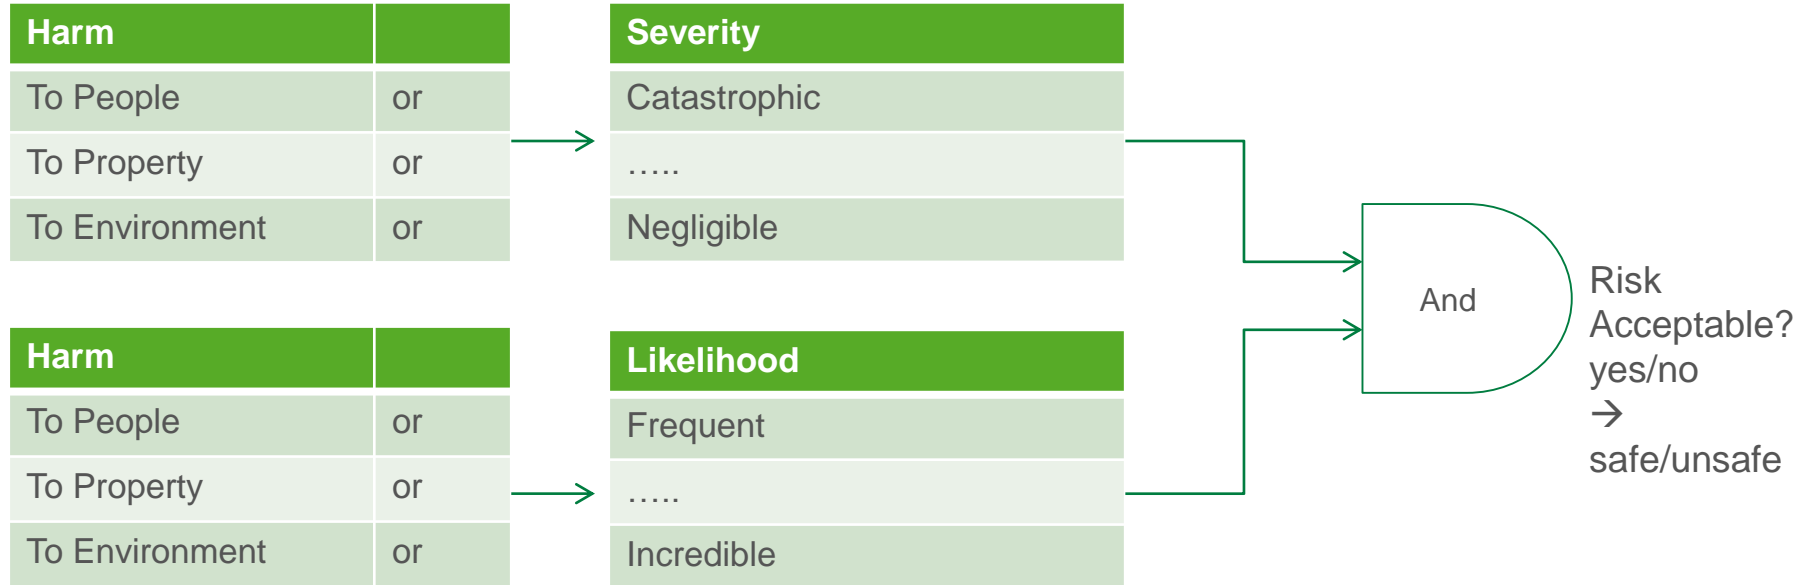 Harm
To People or
To Property or
To Environment or
Severity
Catastrophic
…..
Negligible
Harm
To People or
To Property or
To Environment or
Likelihood
Frequent
…..
Incredible
And
Risk
Acceptable?
yes/no
→
safe/unsafe